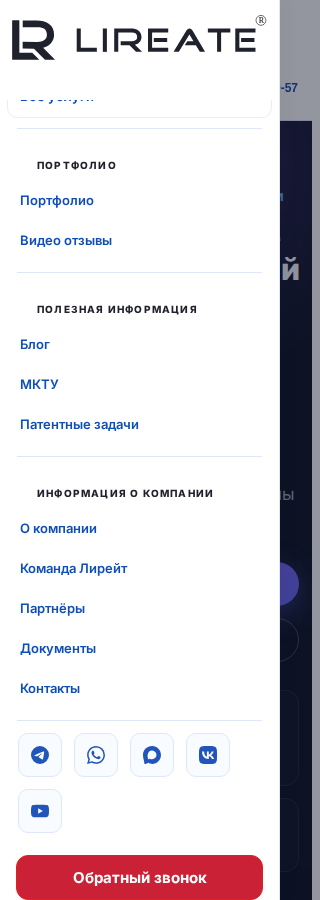 LIREATE®
-57
ПОРТФОЛИО
Портфолио
Видео отзывы
ПОЛЕЗНАЯ ИНФОРМАЦИЯ
Блог
МКТУ
Патентные задачи
ИНФОРМАЦИЯ О КОМПАНИИ
О компании
Команда Лирейт
Партнёры
Документы
Контакты
Обратный звонок